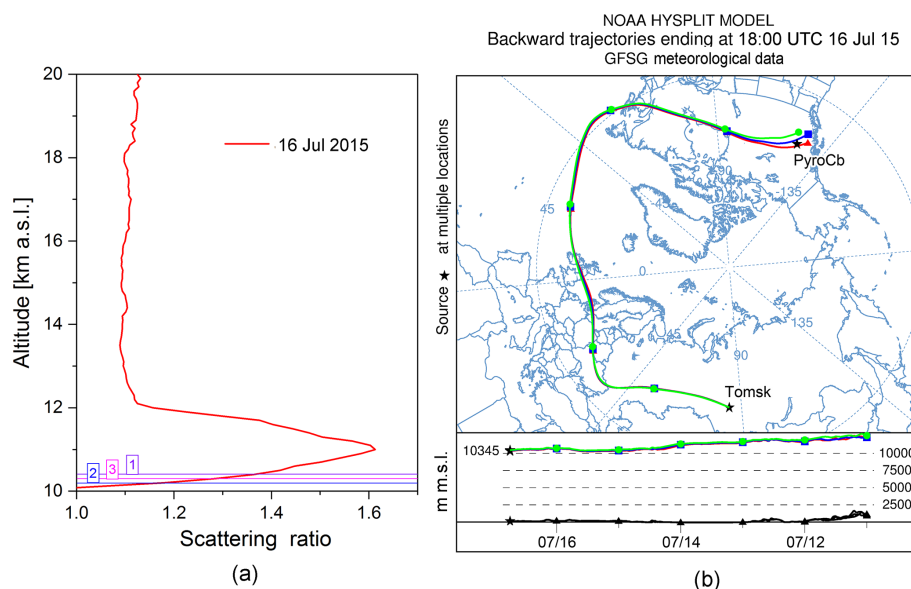 NOAA HYSPLIT MODEL
Backward trajectories ending at 18:00 UTC 16 Jul 15
GFSG meteorological data
20
18
16
14
12
10
Altitude [km a.s.l.]
16 Jul 2015
1
3
2
1.0
1.2
1.4
1.6
Scattering ratio
(a)
Source ★ at multiple locations
PyroCb
-90
-135
-45
45
0
45
135
90
Tomsk
m m.s.l.
10345
10000
7500
5000
2500
07/16
07/14
07/12
(b)